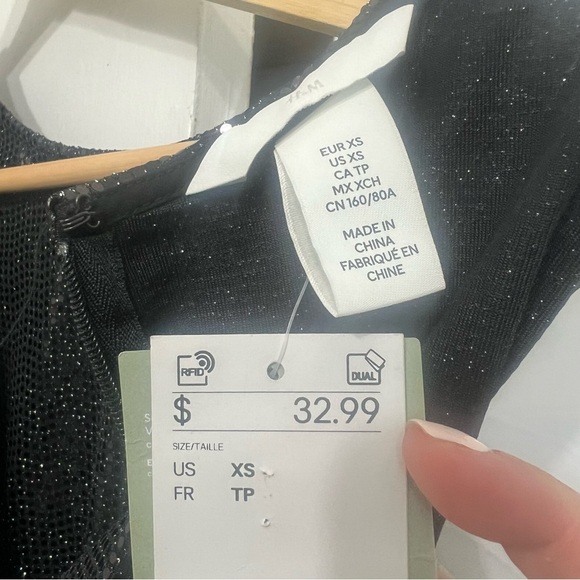 H&M
EUR XS
US XS
CA TP
MX XCH
CN 160/80A
MADE IN
CHINA
FABRIQUÉ EN
CHINE
RFID
DUAL
$ 32.99
SIZE/TAILLE
US XS
FR TP